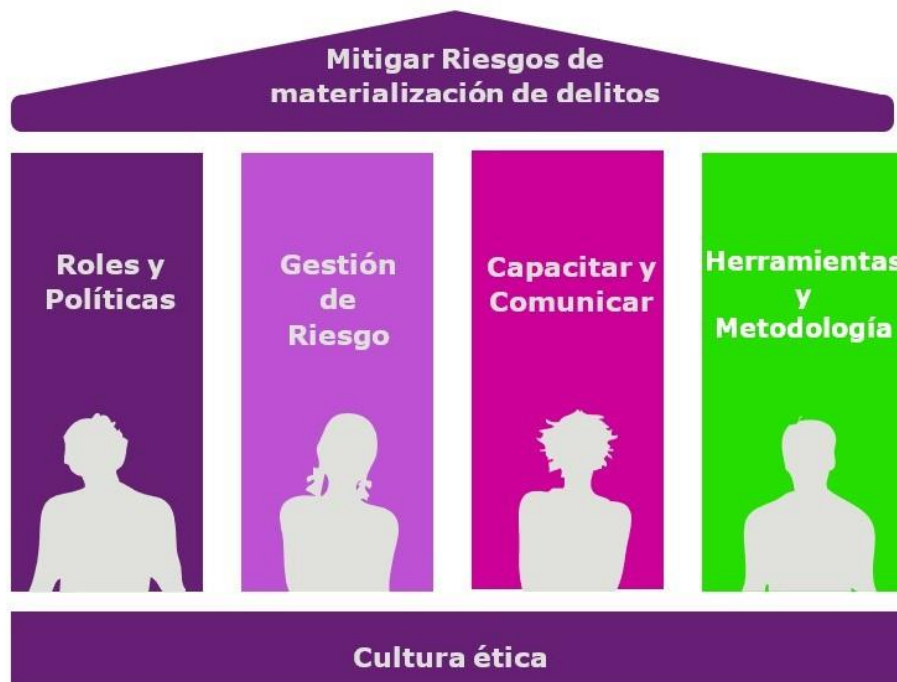 Mitigar Riesgos de
materialización de delitos
Roles y
Políticas
Gestión
de
Riesgo
Capacitar y
Comunicar
Herramientas
y
Metodología
Cultura ética